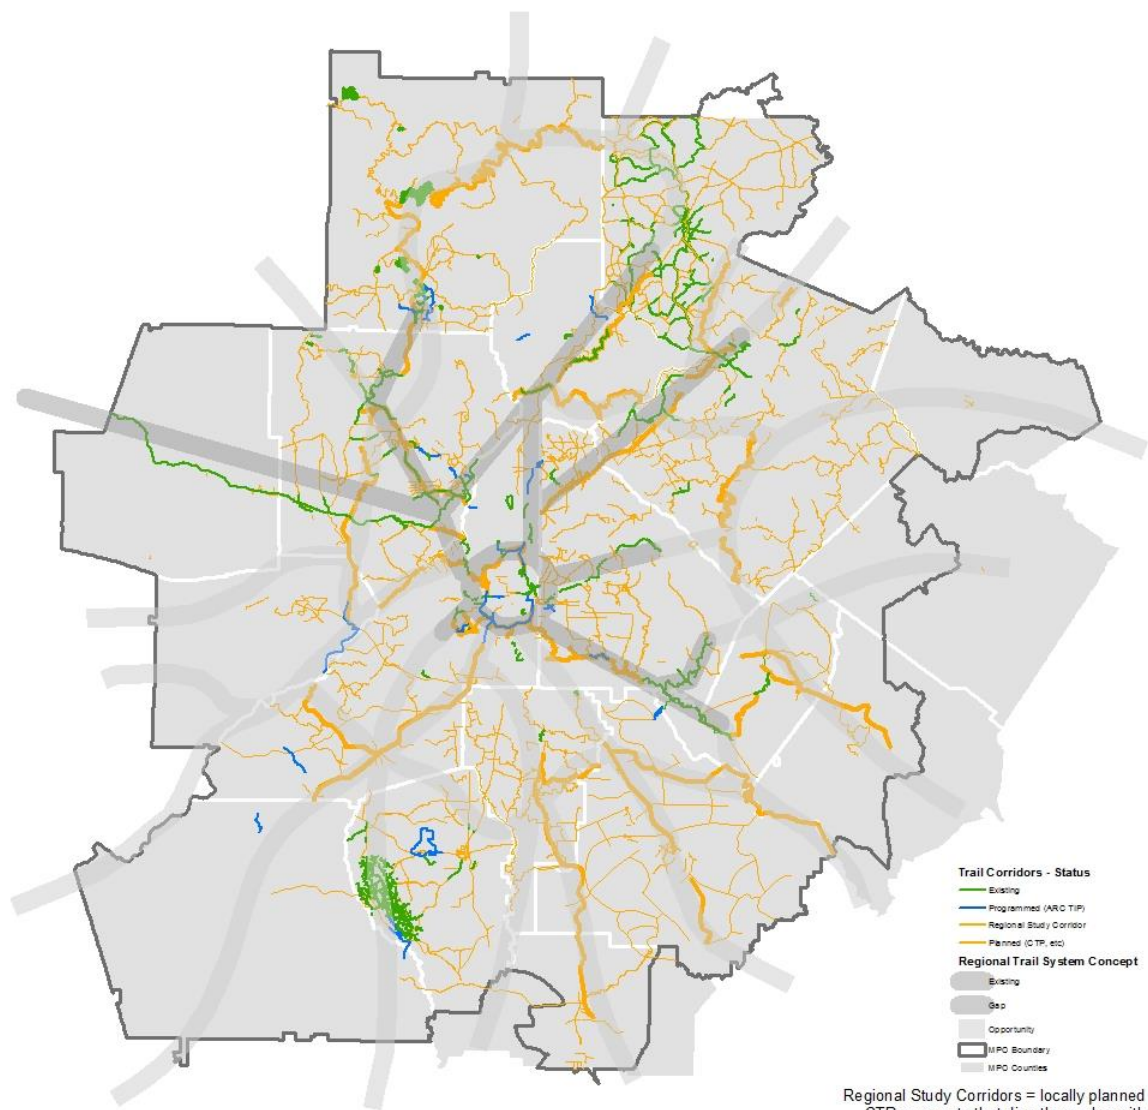 Trail Corridors - Status
Existing
Programmed (ARC TIP)
Regional Study Corridor
Planned (CTP, etc)
Regional Trail System Concept
Existing
Gap
Opportunity
MPO Boundary
MPO Counties
Regional Study Corridors = locally planned